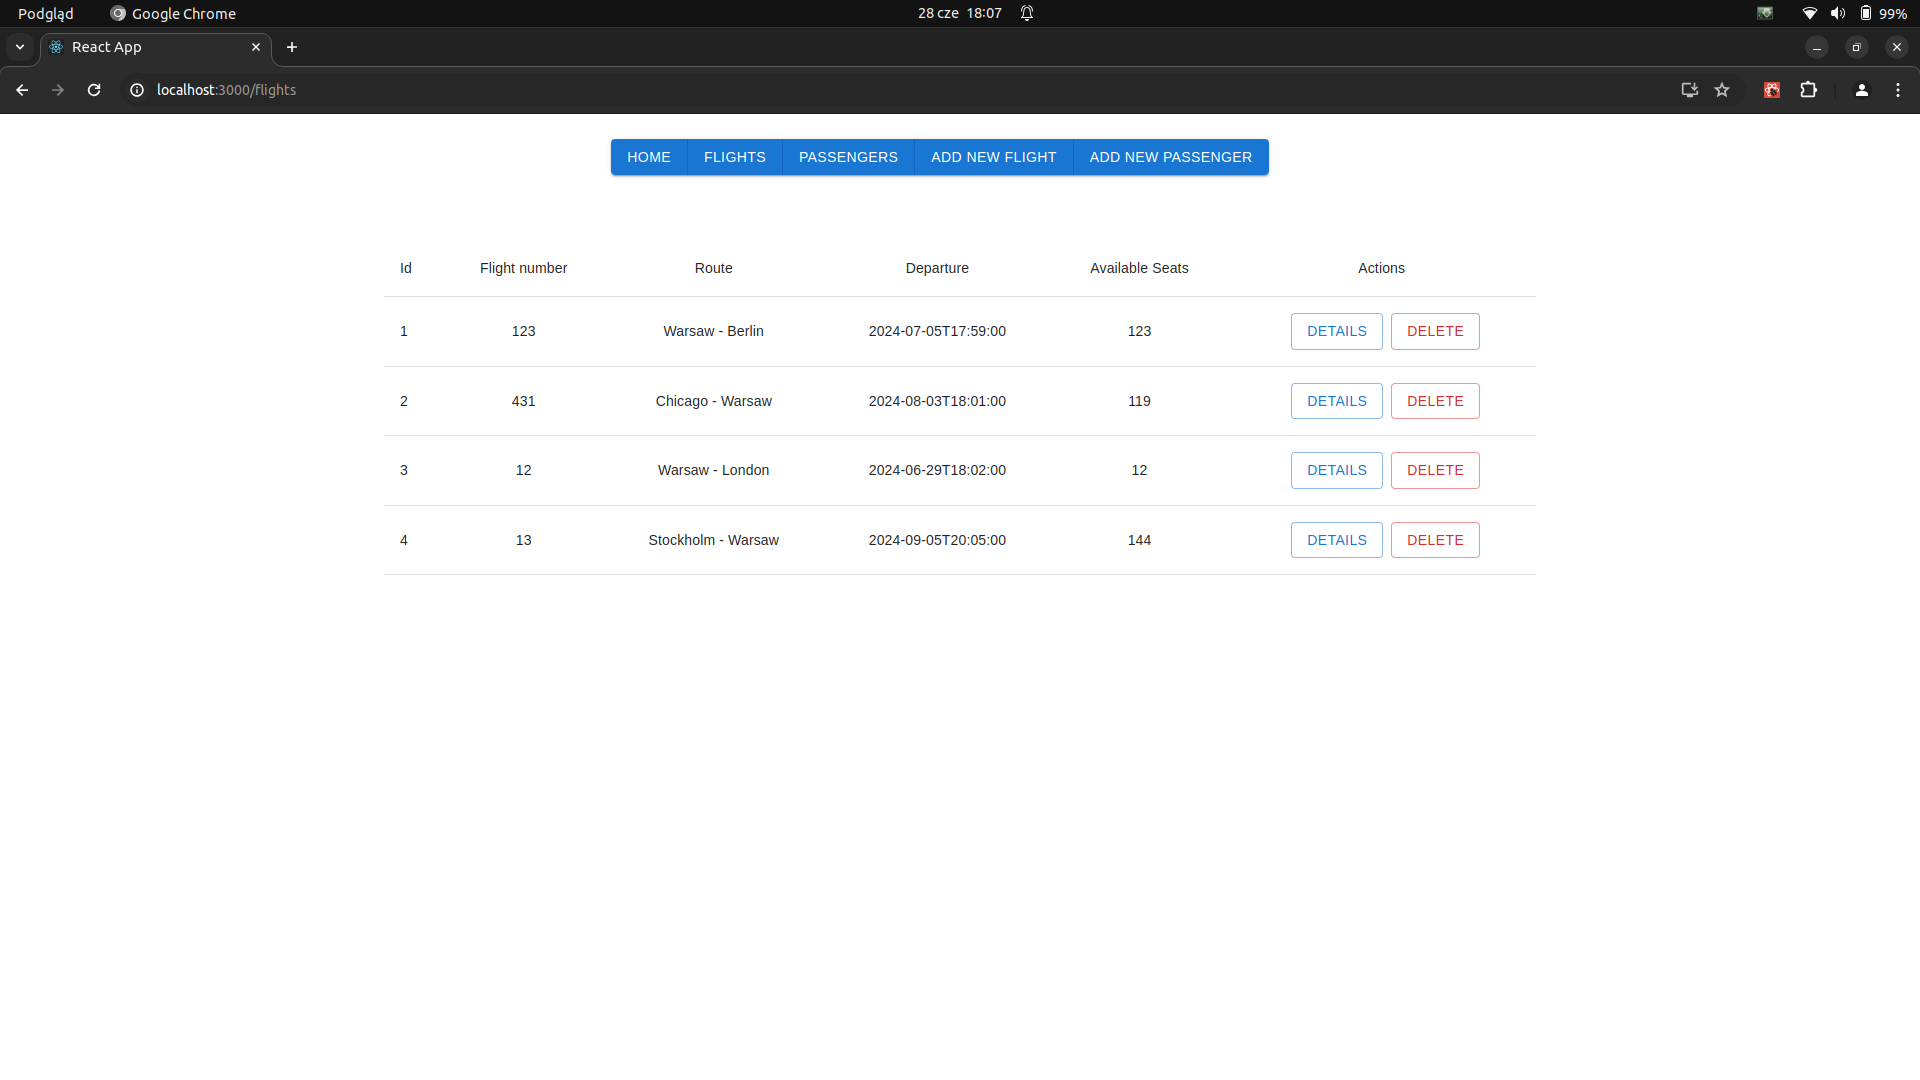 Podgląd Google Chrome 28 cze 18:07 99%
React App
localhost:3000/flights
HOME FLIGHTS PASSENGERS ADD NEW FLIGHT ADD NEW PASSENGER
Id Flight number Route Departure Available Seats Actions
1 123 Warsaw - Berlin 2024-07-05T17:59:00 123 DETAILS DELETE
2 431 Chicago - Warsaw 2024-08-03T18:01:00 119 DETAILS DELETE
3 12 Warsaw - London 2024-06-29T18:02:00 12 DETAILS DELETE
4 13 Stockholm - Warsaw 2024-09-05T20:05:00 144 DETAILS DELETE